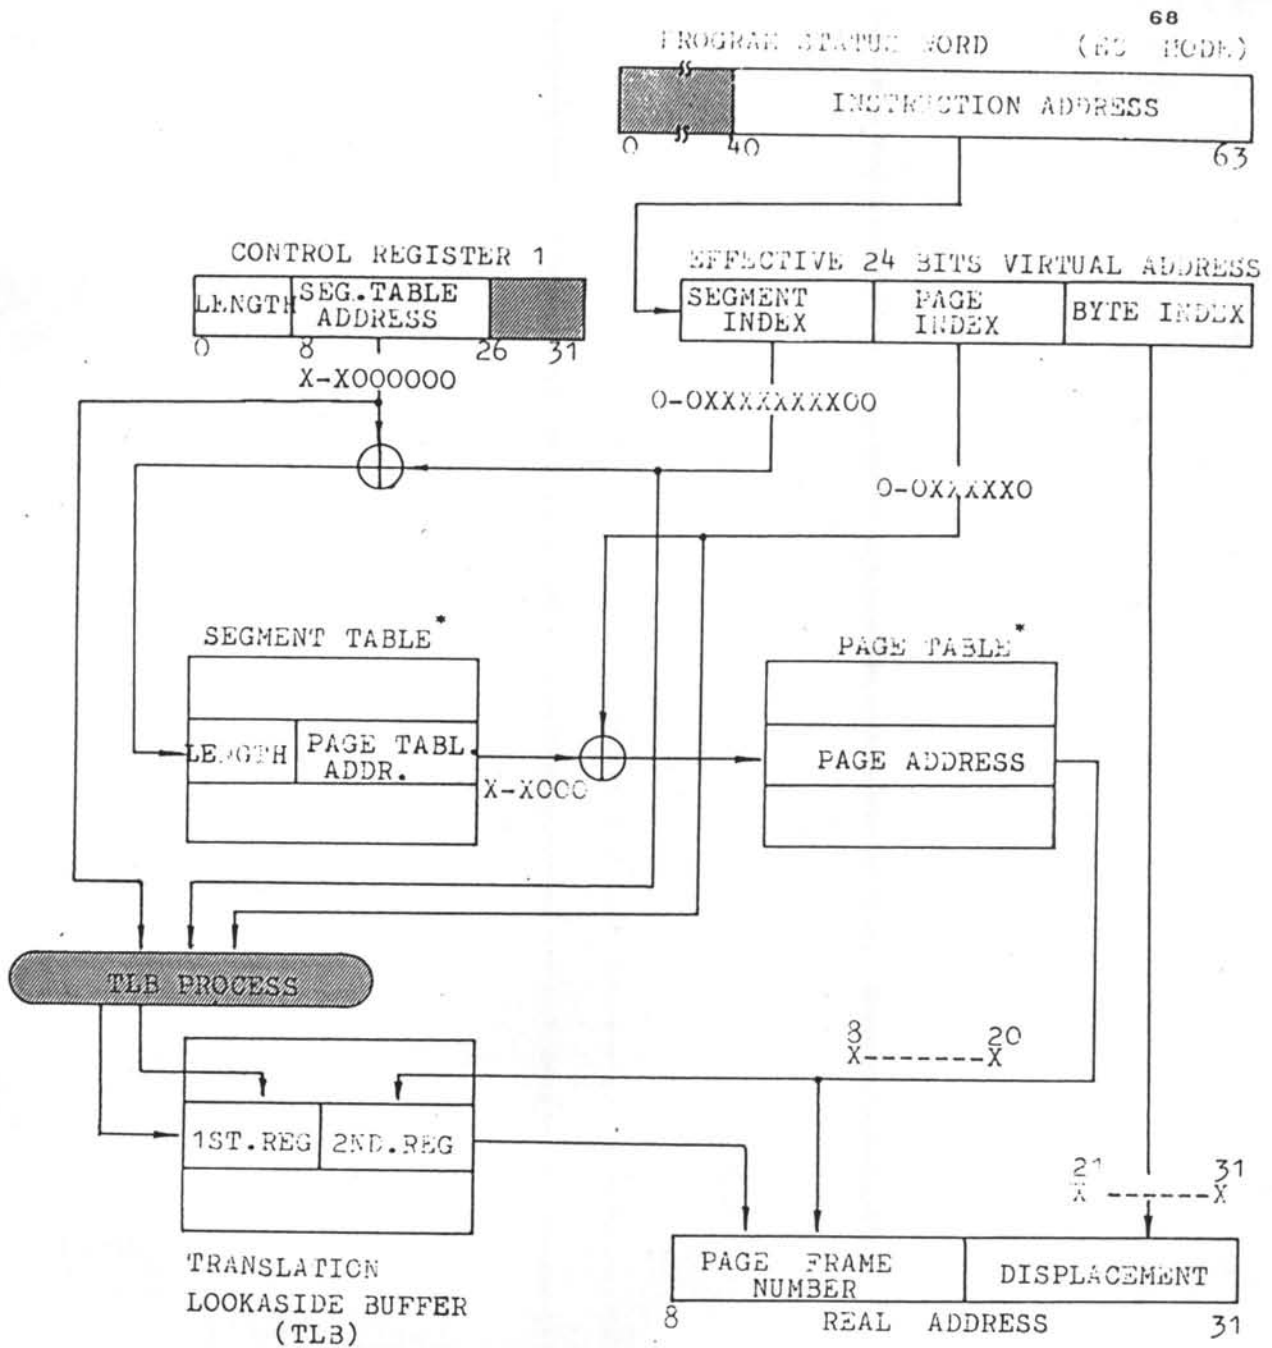 68
PROGRAM STATUS WORD (EC MODE)
INSTRUCTION ADDRESS
0 40 63
CONTROL REGISTER 1
LENGTH
SEG.TABLE
ADDRESS
0 8 26 31
X-X000000
EFFECTIVE 24 BITS VIRTUAL ADDRESS
SEGMENT
INDEX
PAGE
INDEX
BYTE INDEX
0-0XXXXXXXX00
0-0XXXXX0
SEGMENT TABLE*
LENGTH
PAGE TABL.
ADDR.
X-X000
PAGE TABLE*
PAGE ADDRESS
TLB PROCESS
8 20
X-------X
1ST.REG
2ND.REG
21 31
X ------X
TRANSLATION
LOOKASIDE BUFFER
(TLB)
PAGE FRAME
NUMBER
DISPLACEMENT
8 REAL ADDRESS 31